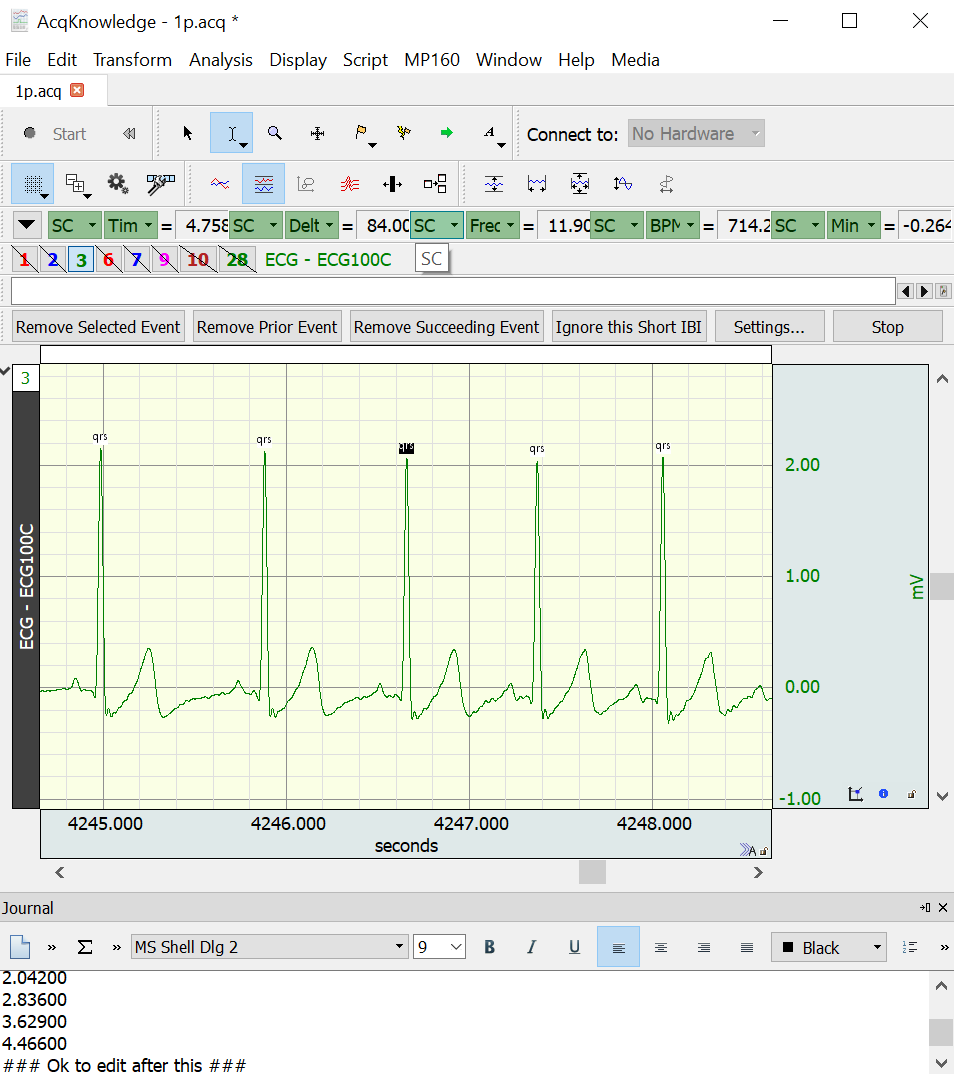 AcqKnowledge - 1p.acq *
File Edit Transform Analysis Display Script MP160 Window Help Media
1p.acq
Start Connect to: No Hardware
SC Tim = 4.758 SC Delt = 84.00 SC Freq = 11.90 SC BPM = 714.2 SC Min = -0.264
1 2 3 6 7 9 10 28 ECG - ECG100C SC
Remove Selected Event Remove Prior Event Remove Succeeding Event Ignore this Short IBI Settings... Stop
3
qrs qrs qrs qrs qrs
2.00
1.00
0.00
-1.00
mV
ECG - ECG100C
4245.000 4246.000 4247.000 4248.000
seconds
A
Journal
Σ MS Shell Dlg 2 9 B I U Black
2.04200
2.83600
3.62900
4.46600
### Ok to edit after this ###